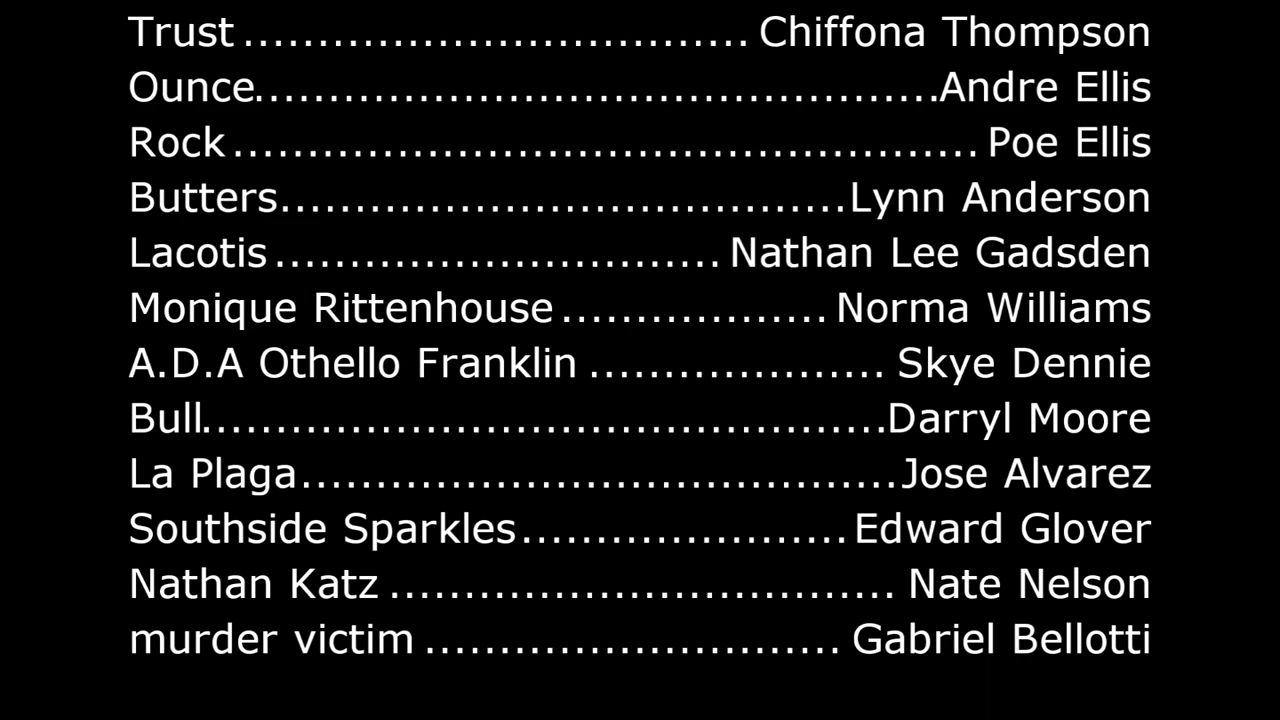 Trust .................................. Chiffona Thompson
Ounce..............................................Andre Ellis
Rock .................................................. Poe Ellis
Butters......................................Lynn Anderson
Lacotis .............................. Nathan Lee Gadsden
Monique Rittenhouse .................. Norma Williams
A.D.A Othello Franklin .................... Skye Dennie
Bull..............................................Darryl Moore
La Plaga........................................Jose Alvarez
Southside Sparkles ...................... Edward Glover
Nathan Katz .................................. Nate Nelson
murder victim ............................ Gabriel Bellotti